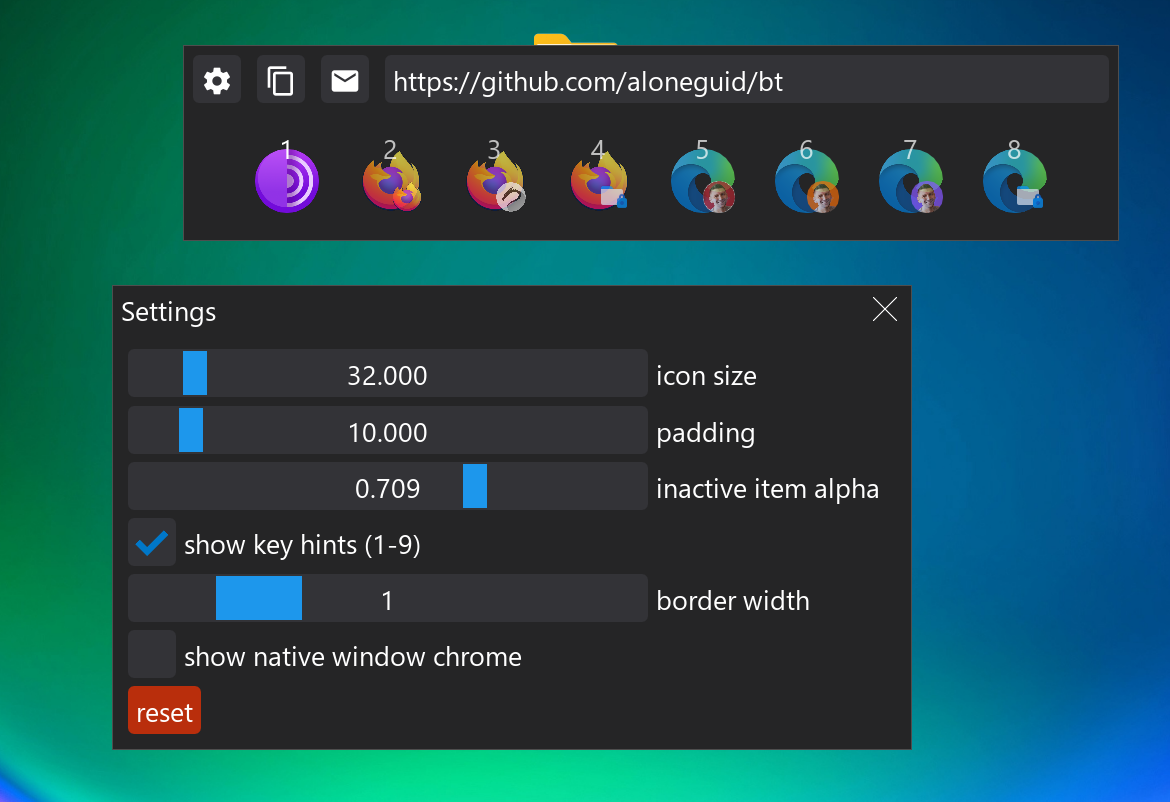 https://github.com/aloneguid/bt
1 2 3 4 5 6 7 8
Settings
32.000 icon size
10.000 padding
0.709 inactive item alpha
show key hints (1-9)
1 border width
show native window chrome
reset